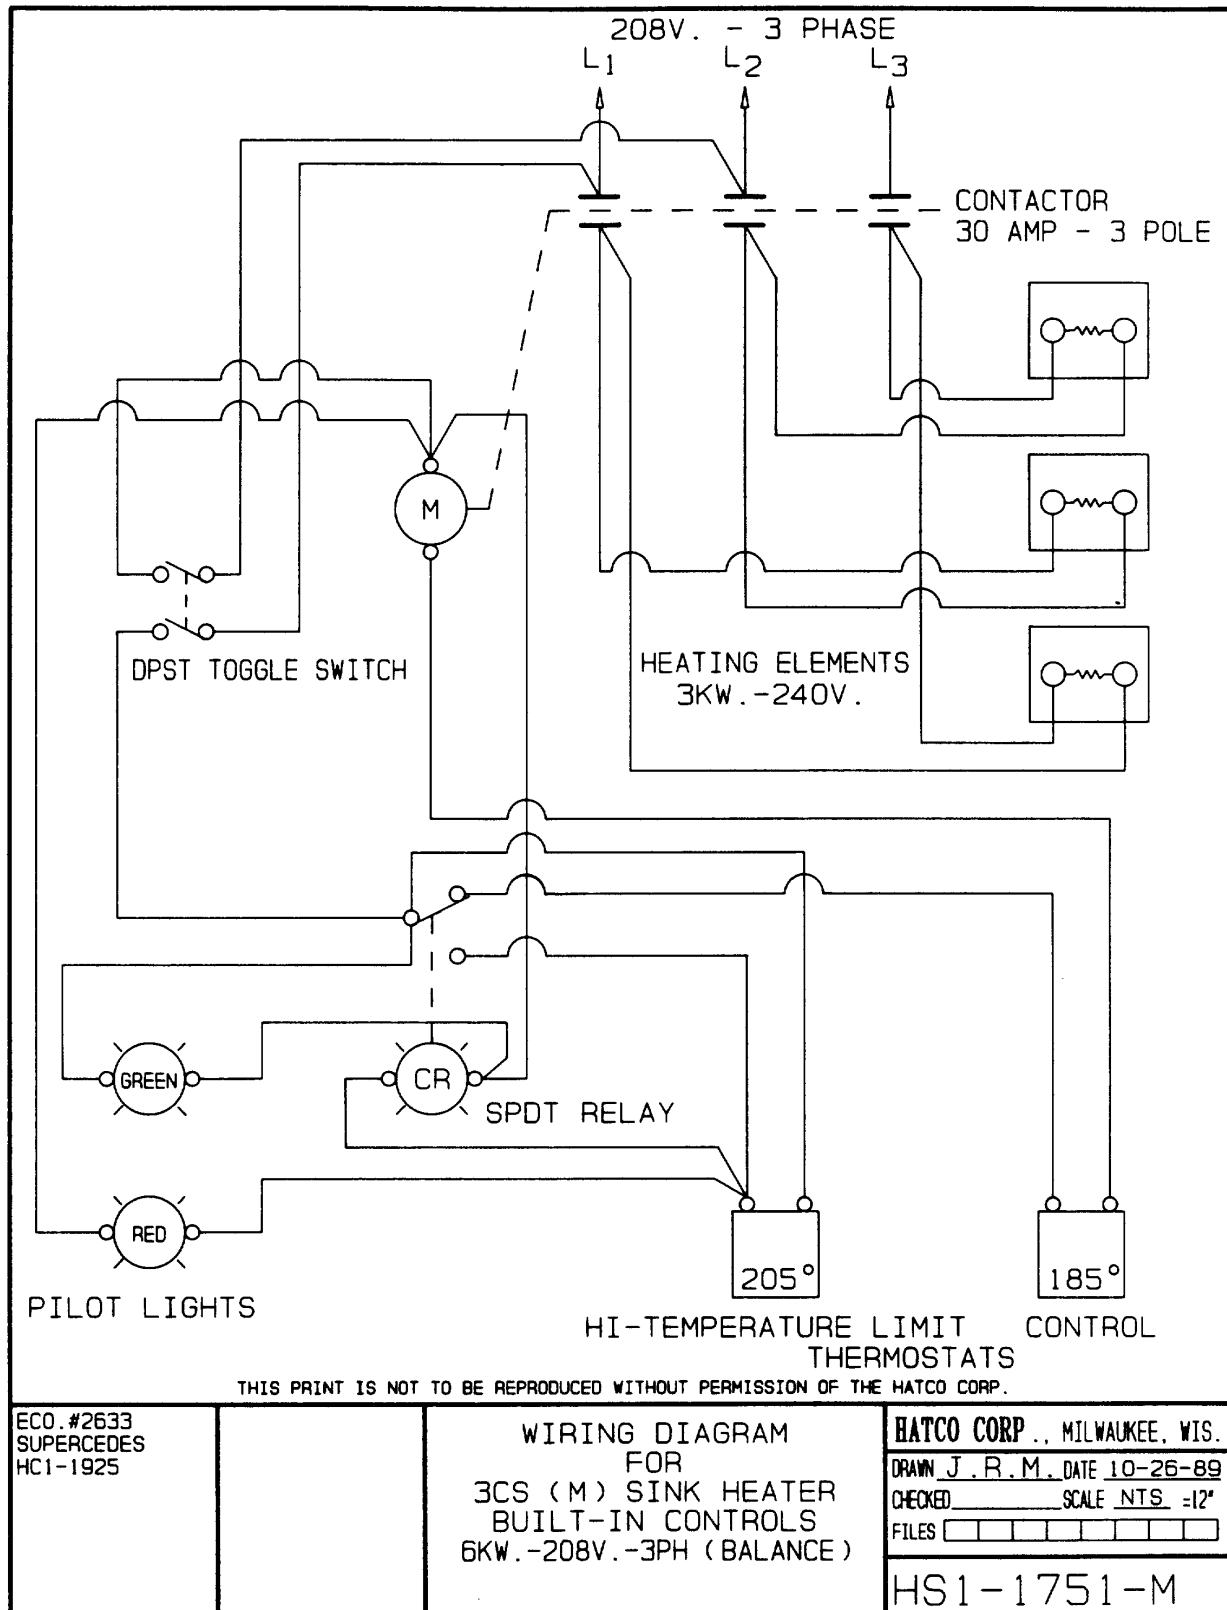 208V. - 3 PHASE
L1 L2 L3
CONTACTOR
30 AMP - 3 POLE
M
DPST TOGGLE SWITCH
HEATING ELEMENTS
3KW.-240V.
GREEN
CR
SPDT RELAY
RED
205°
185°
PILOT LIGHTS
HI-TEMPERATURE LIMIT CONTROL
THERMOSTATS
THIS PRINT IS NOT TO BE REPRODUCED WITHOUT PERMISSION OF THE HATCO CORP.
ECO.#2633
SUPERCEDES
HC1-1925
WIRING DIAGRAM
FOR
3CS (M) SINK HEATER
BUILT-IN CONTROLS
6KW.-208V.-3PH (BALANCE)
HATCO CORP., MILWAUKEE, WIS.
DRAWN J.R.M. DATE 10-26-89
CHECKED SCALE NTS =12"
FILES
HS1-1751-M